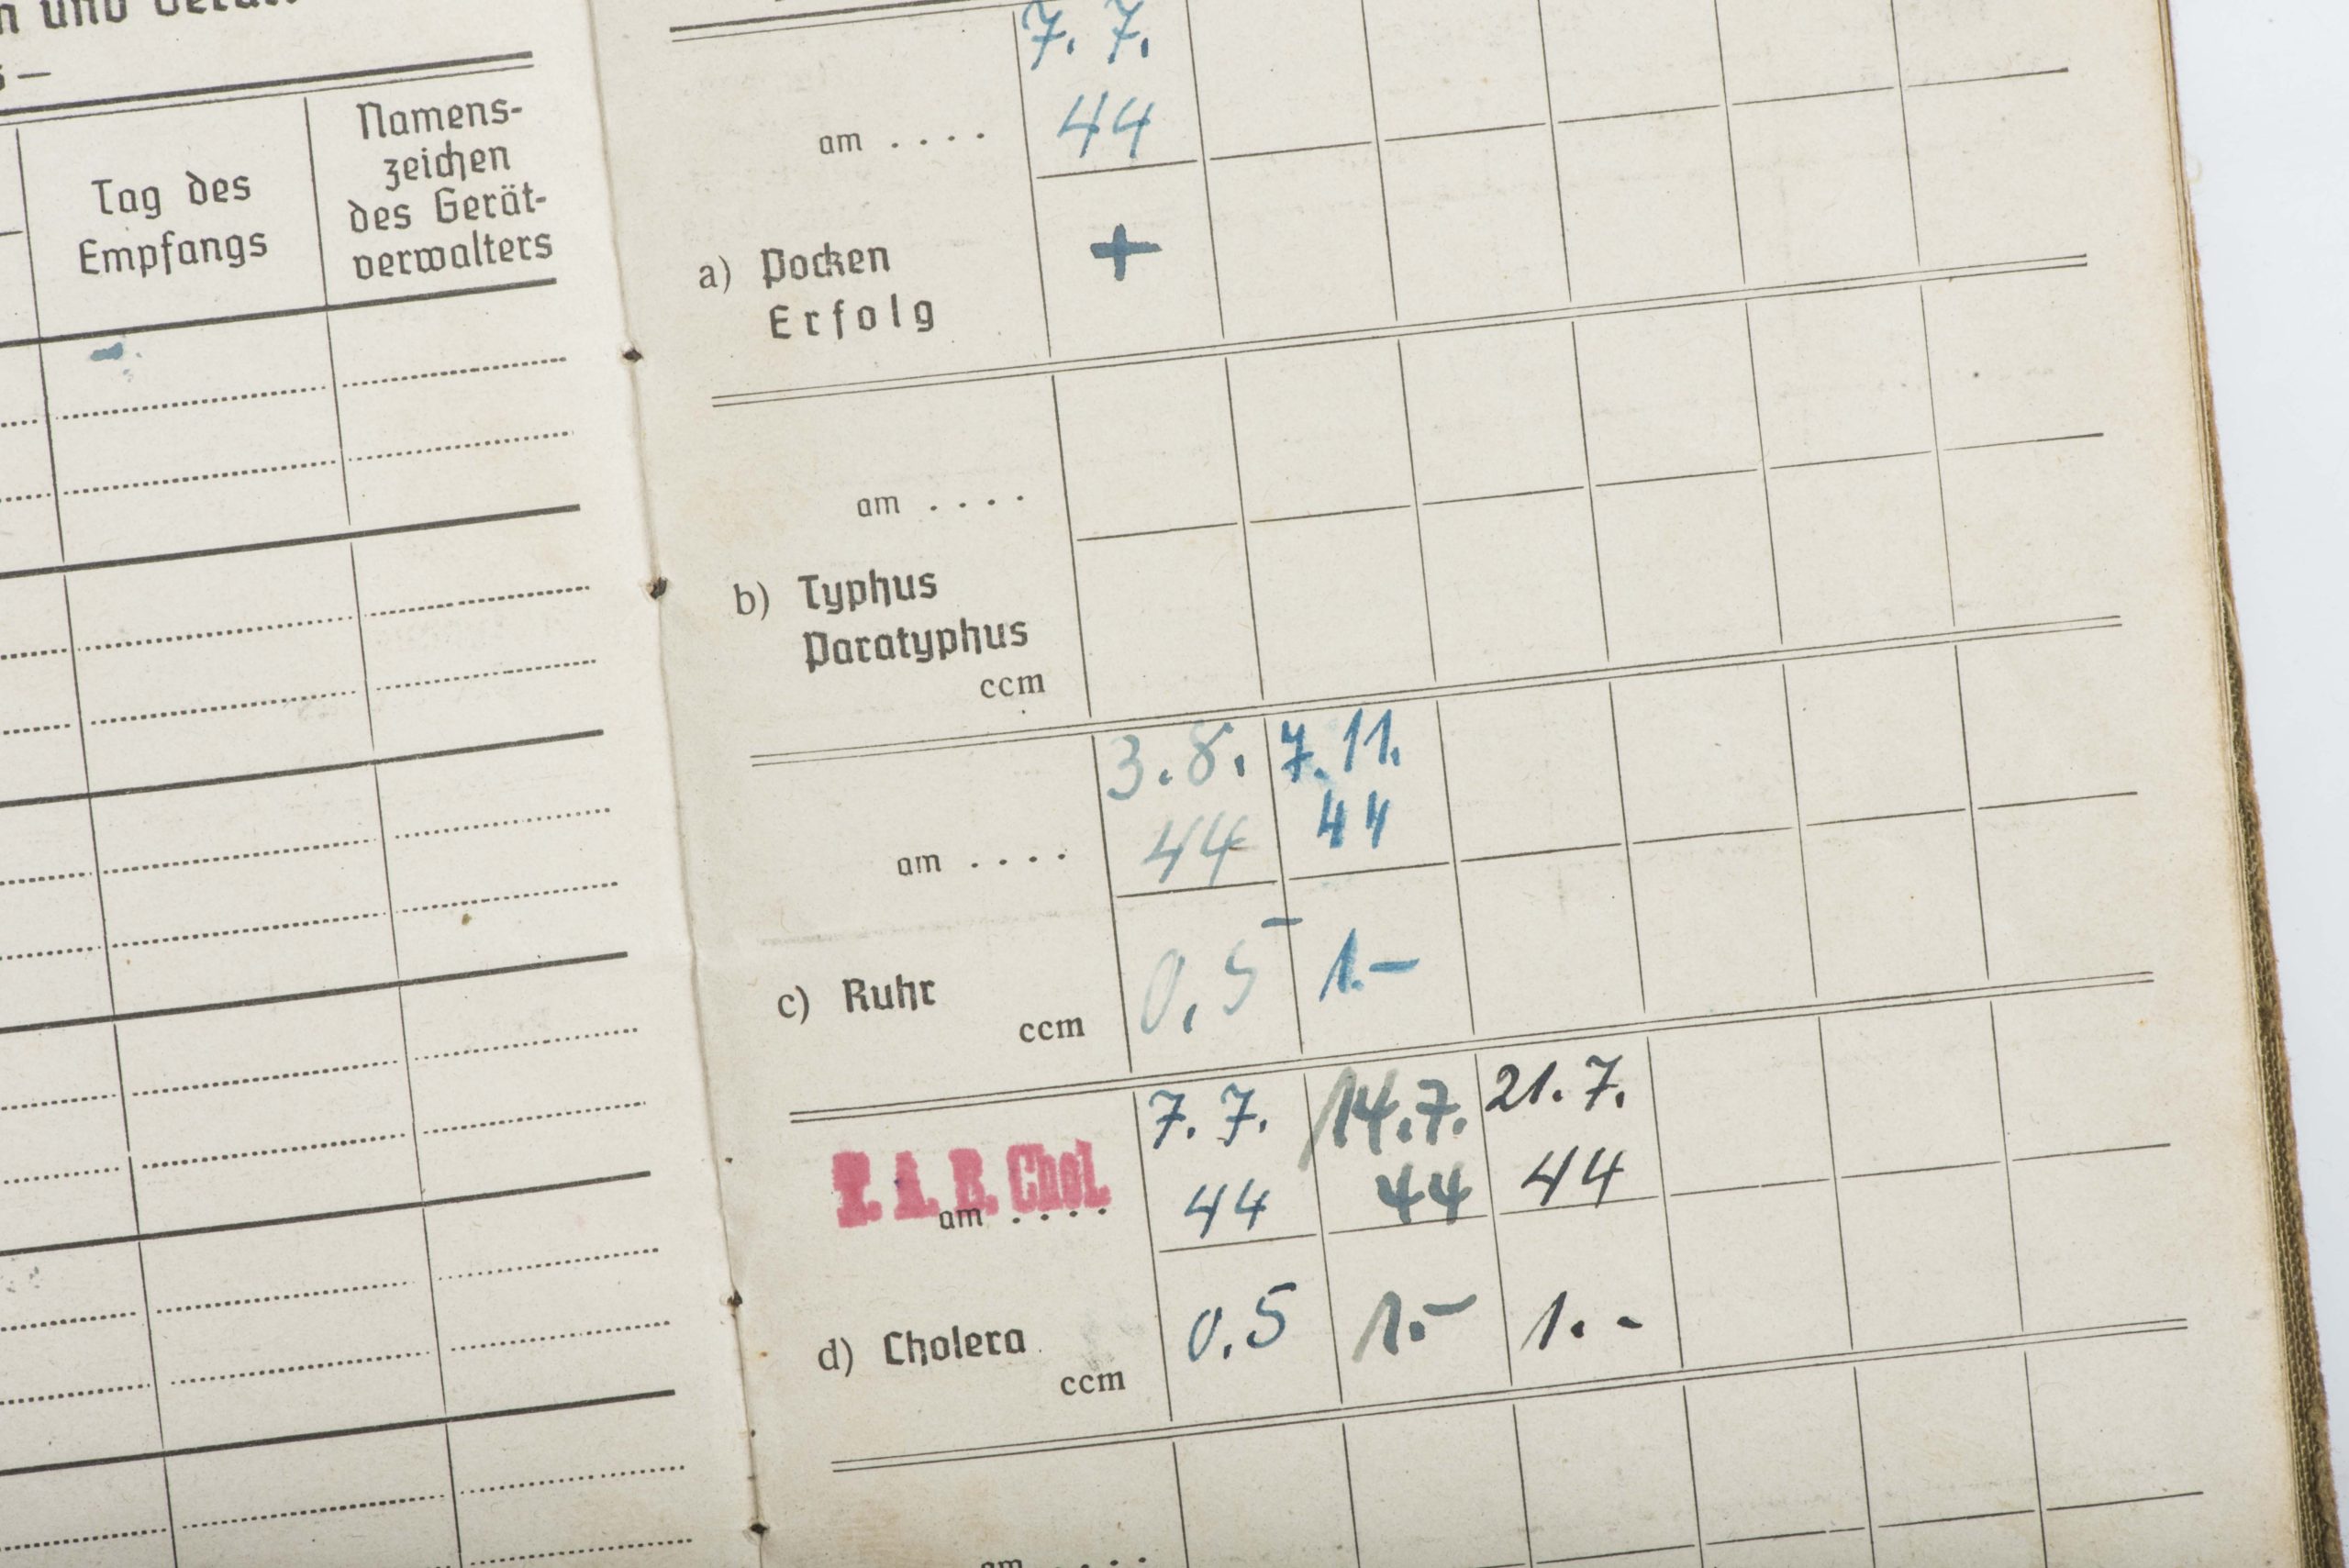 und Gerät
s—
Tag des
Empfangs
Namens-
zeichen
des Gerät-
verwalters
7. 7.
am . . . . 44
a) Pocken +
Erfolg
am . . . .
b) Typhus
Paratyphus
ccm
3.8. 7.11.
am . . . . 44 44
c) Ruhr 0,5 1.–
ccm
7. 7. 14.7. 21. 7.
T. A. B. Chol.
am . . . . 44 44 44
d) Cholera 0.5 1.– 1. -
ccm
am . . . .